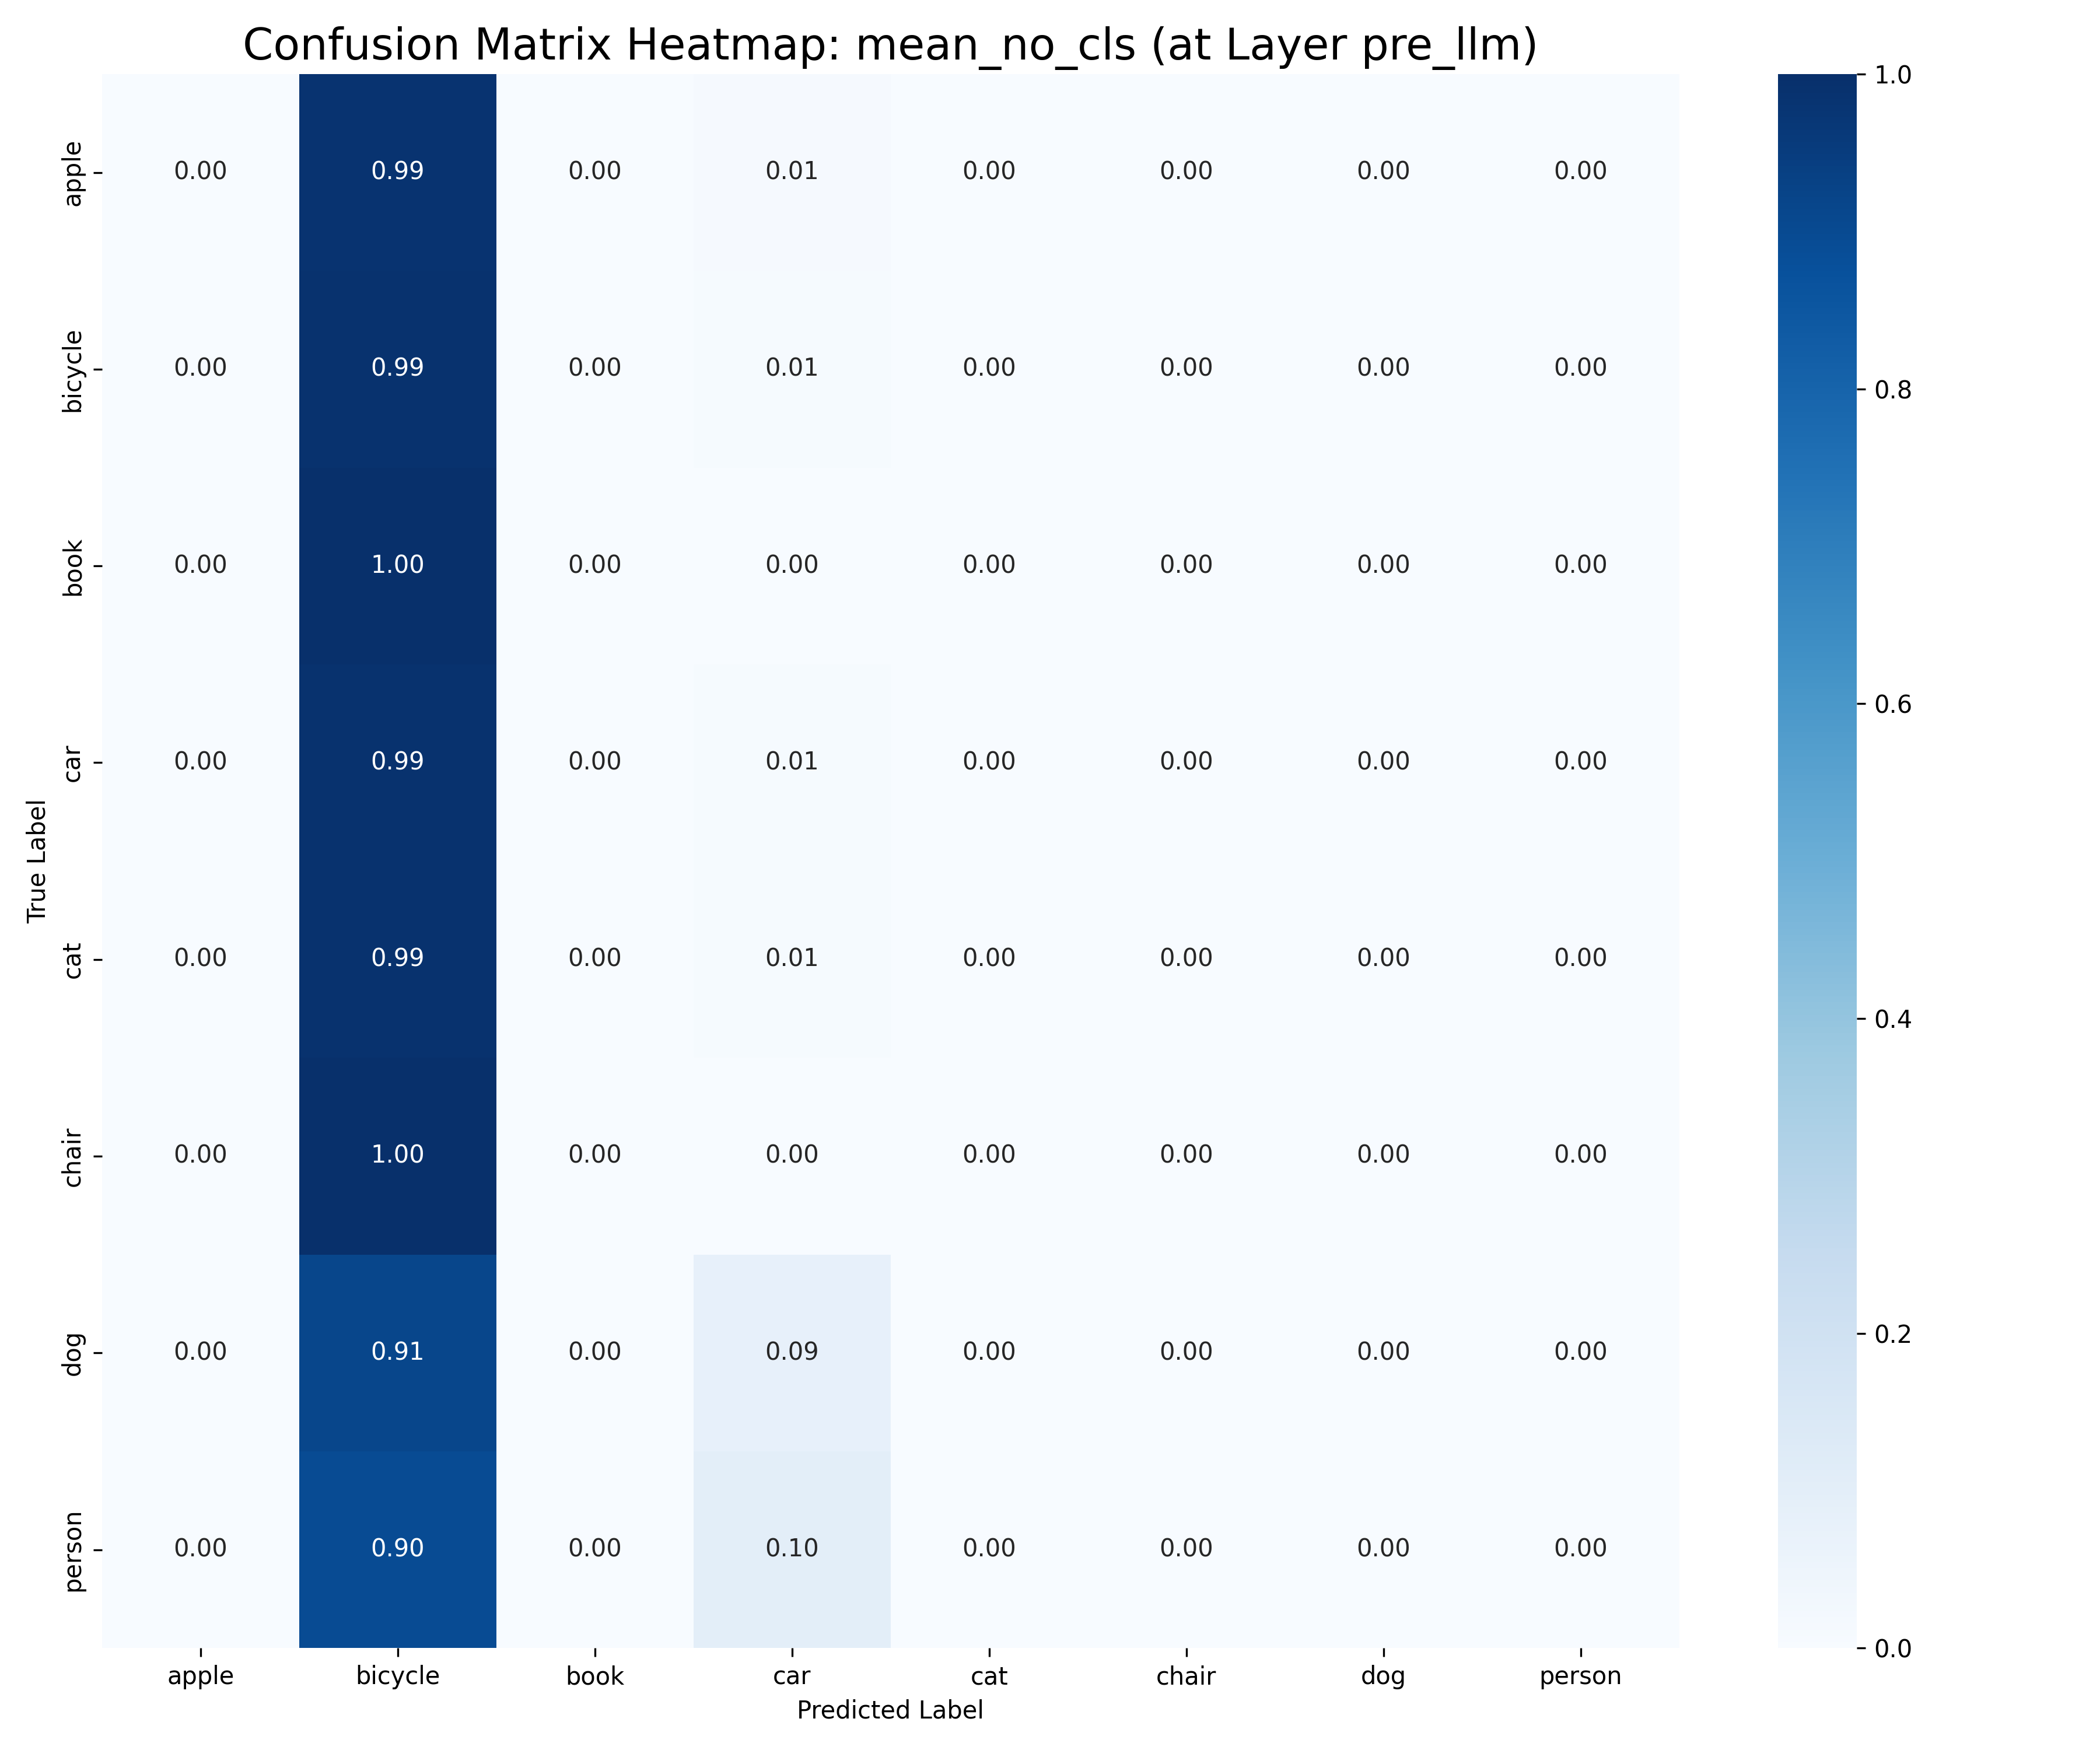 Confusion Matrix Heatmap: mean_no_cls (at Layer pre_llm)
apple 0.00 0.99 0.00 0.01 0.00 0.00 0.00 0.00
bicycle 0.00 0.99 0.00 0.01 0.00 0.00 0.00 0.00
book 0.00 1.00 0.00 0.00 0.00 0.00 0.00 0.00
car 0.00 0.99 0.00 0.01 0.00 0.00 0.00 0.00
cat 0.00 0.99 0.00 0.01 0.00 0.00 0.00 0.00
chair 0.00 1.00 0.00 0.00 0.00 0.00 0.00 0.00
dog 0.00 0.91 0.00 0.09 0.00 0.00 0.00 0.00
person 0.00 0.90 0.00 0.10 0.00 0.00 0.00 0.00
True Label
apple bicycle book car cat chair dog person
Predicted Label
1.0
0.8
0.6
0.4
0.2
0.0